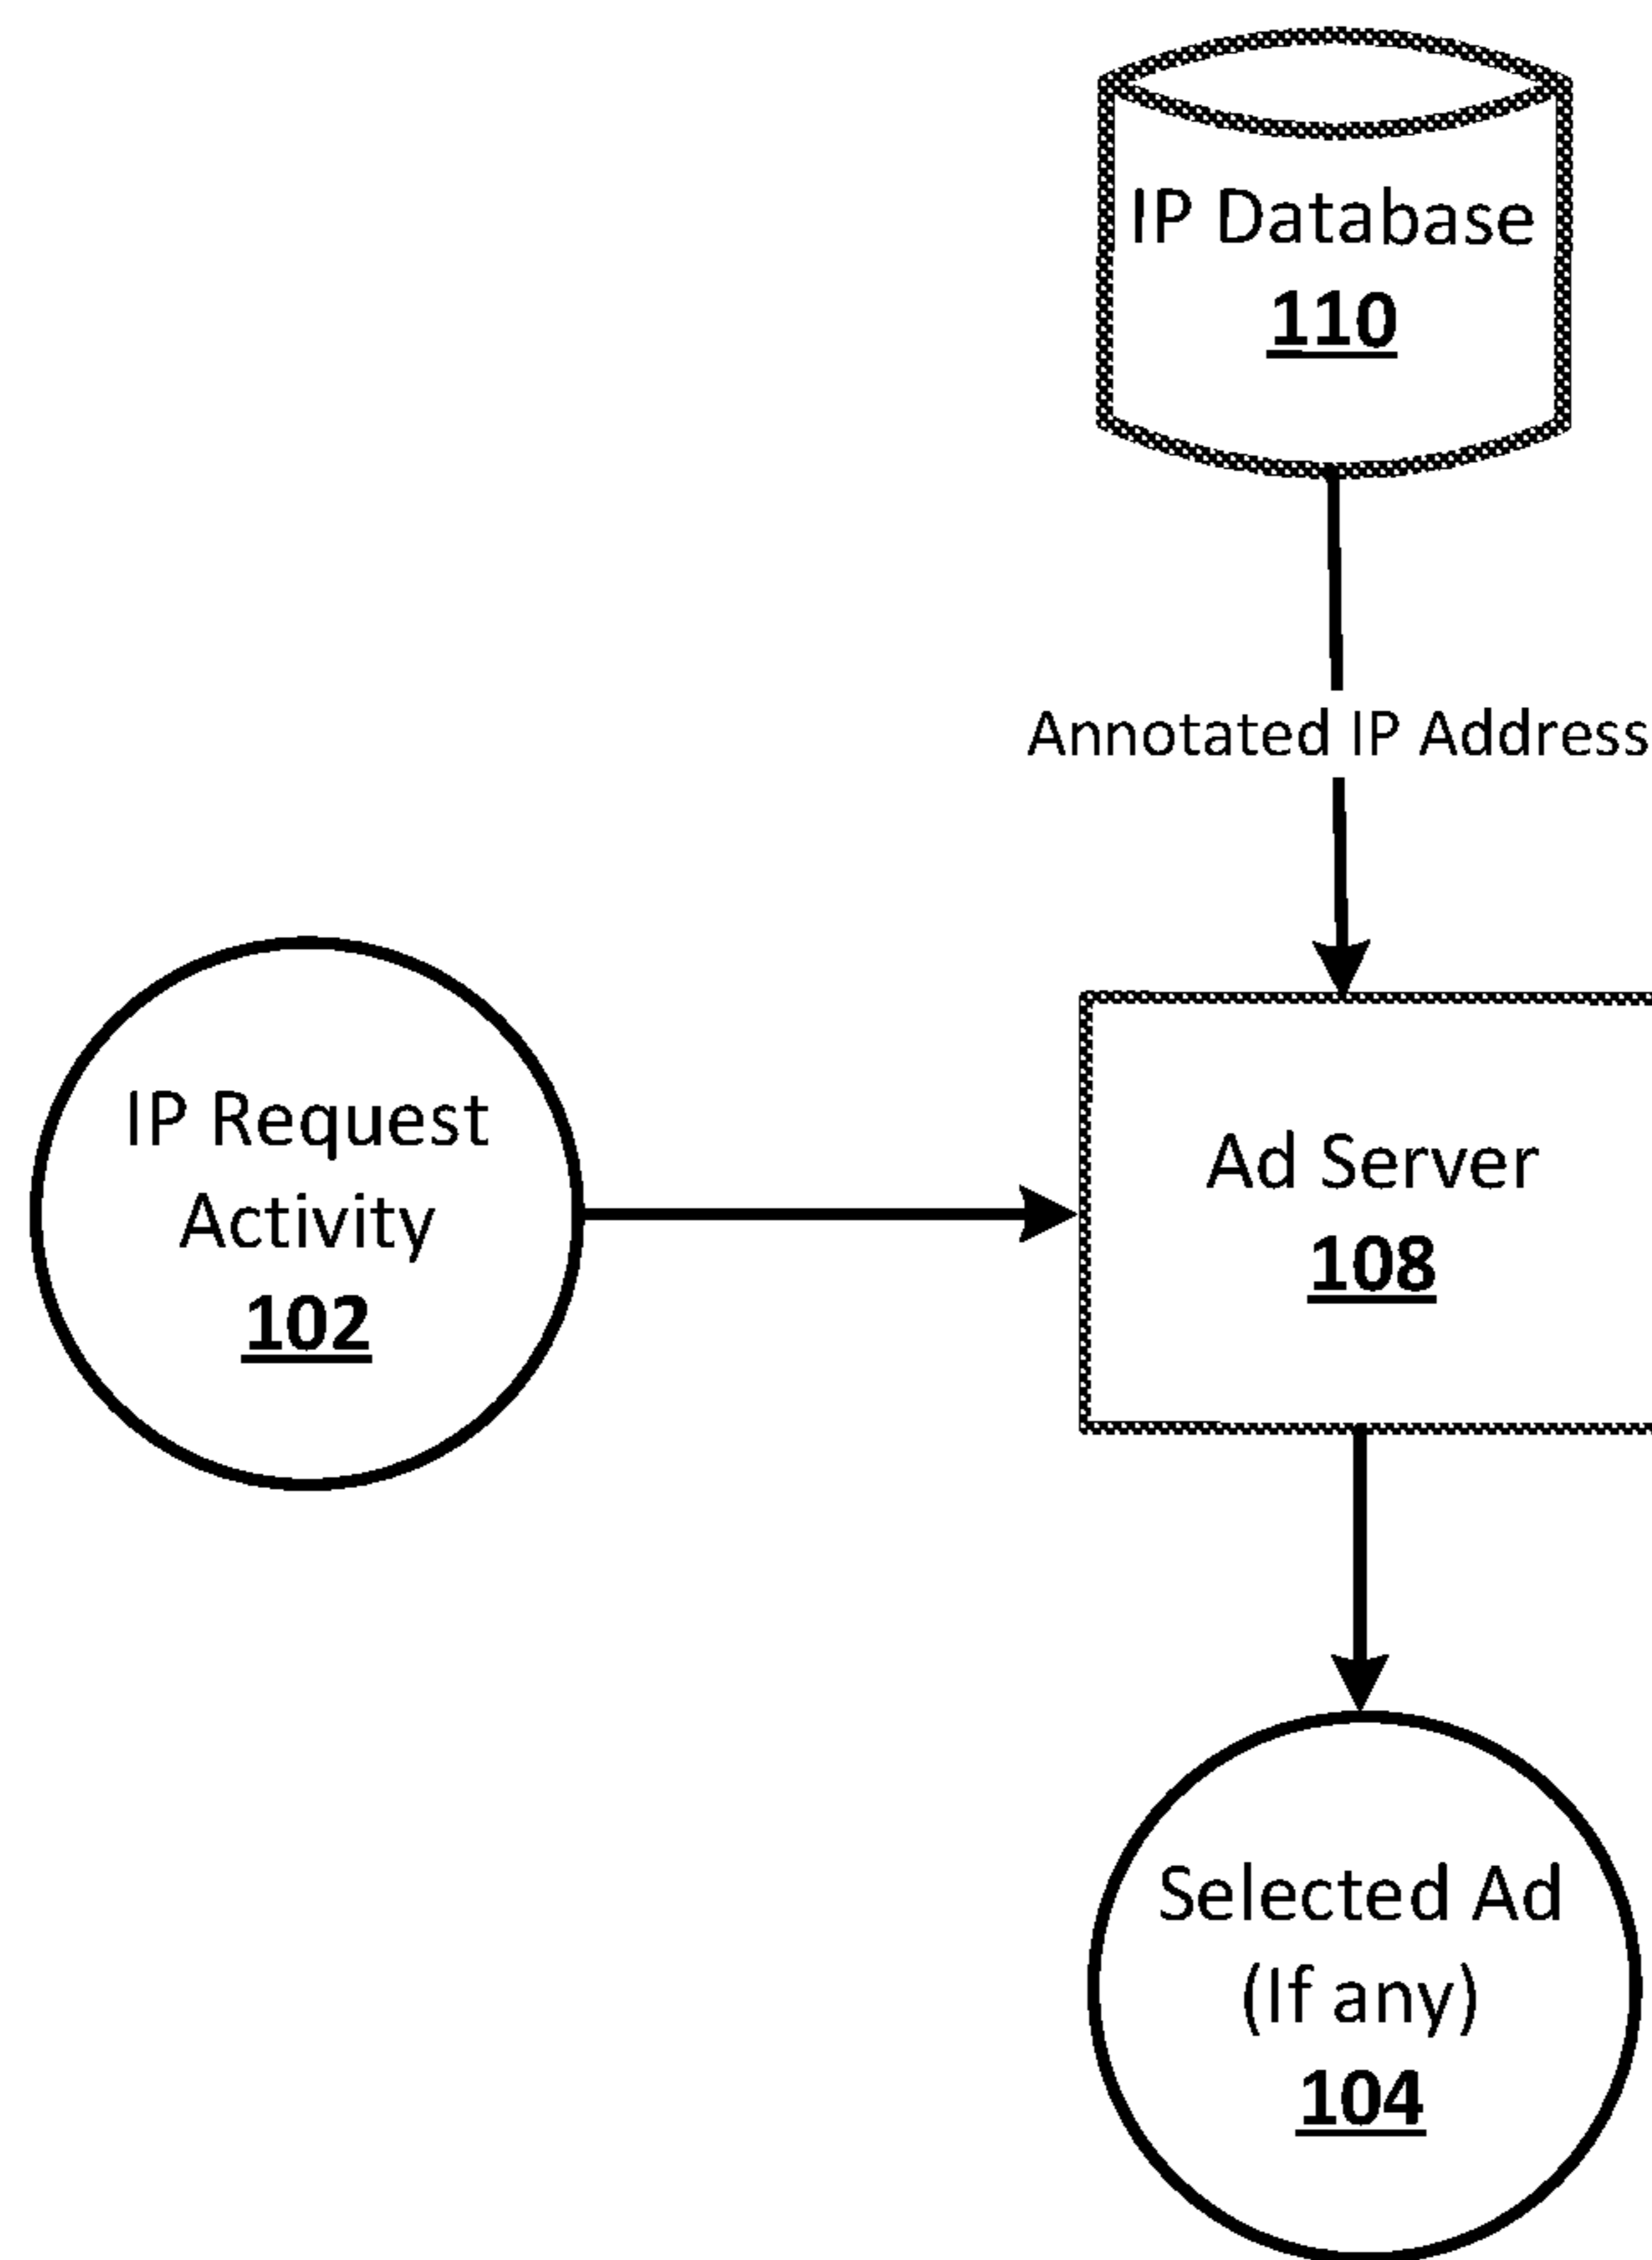 IP Database
110
Annotated IP Address
IP Request
Activity
102
Ad Server
108
Selected Ad
(If any)
104